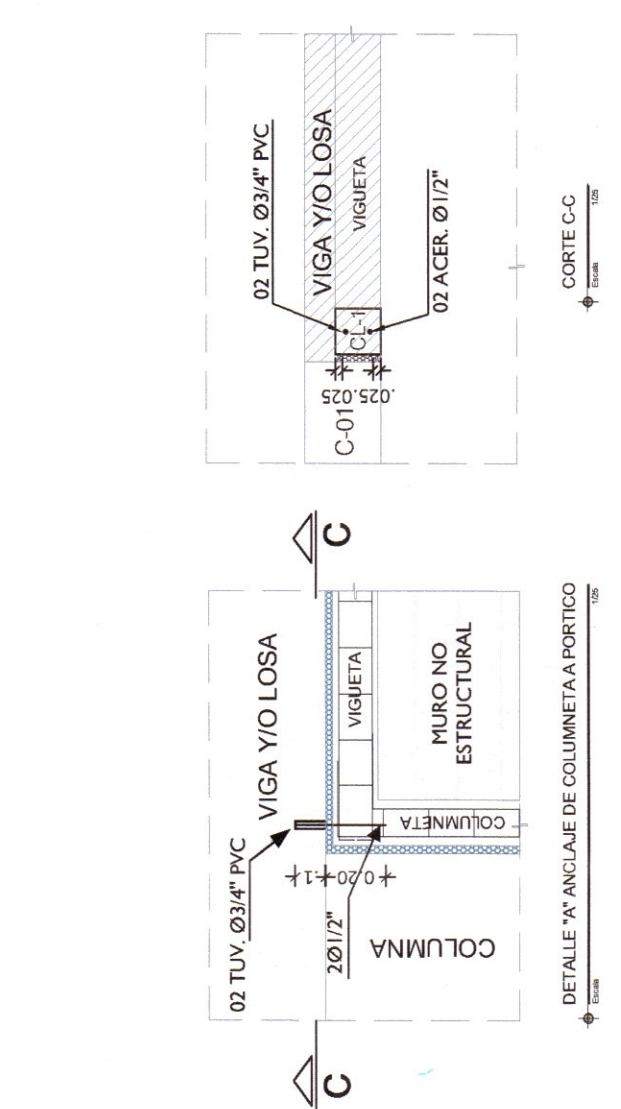 02 TUV. Ø3/4" PVC
VIGA Y/O LOSA
VIGUETA
CL-1
02 ACER. Ø1/2"
.025.025
C-01
CORTE C-C
Escala
1/25
C
02 TUV. Ø3/4" PVC
VIGA Y/O LOSA
VIGUETA
MURO NO
ESTRUCTURAL
COLUMNETA
0.20
.1
2Ø1/2"
COLUMNA
C
DETALLE "A" ANCLAJE DE COLUMNETA A PORTICO
Escala
1/25